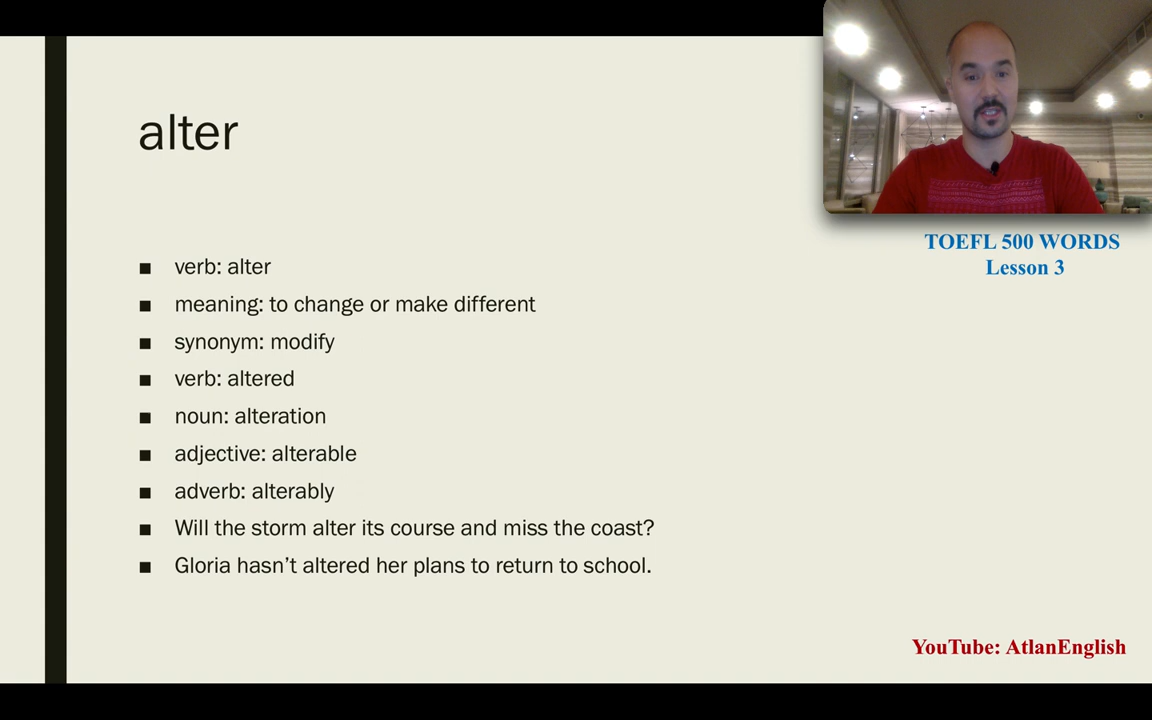 alter
TOEFL 500 WORDS
Lesson 3
■ verb: alter
■ meaning: to change or make different
■ synonym: modify
■ verb: altered
■ noun: alteration
■ adjective: alterable
■ adverb: alterably
■ Will the storm alter its course and miss the coast?
■ Gloria hasn’t altered her plans to return to school.
YouTube: AtlanEnglish